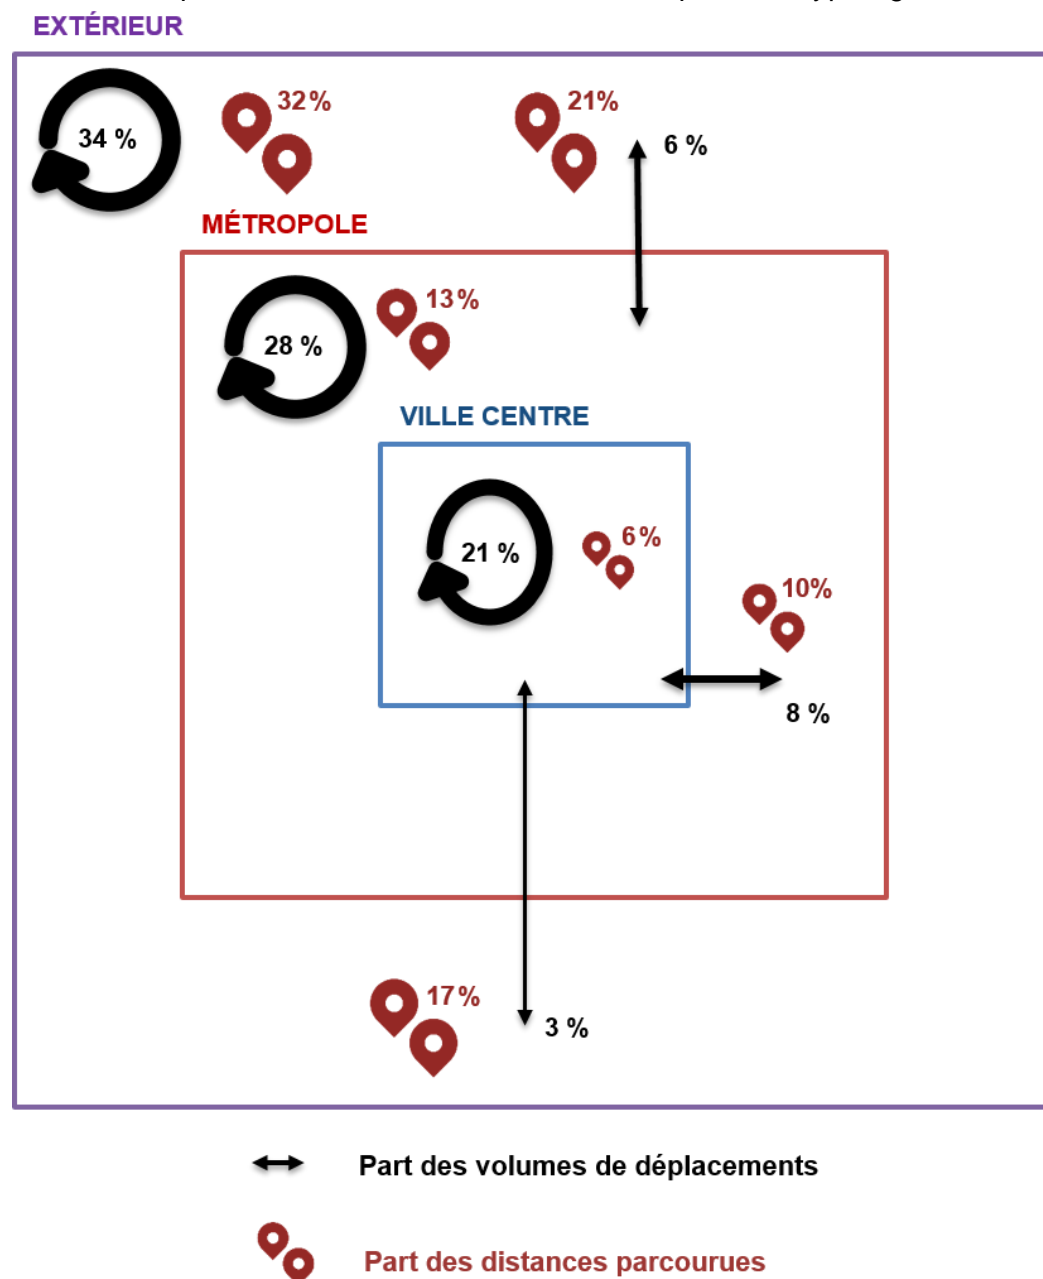 EXTÉRIEUR
34 %
32%
21%
6 %
MÉTROPOLE
28 %
13%
VILLE CENTRE
21 %
6%
10%
8 %
17%
3 %
Part des volumes de déplacements
Part des distances parcourues